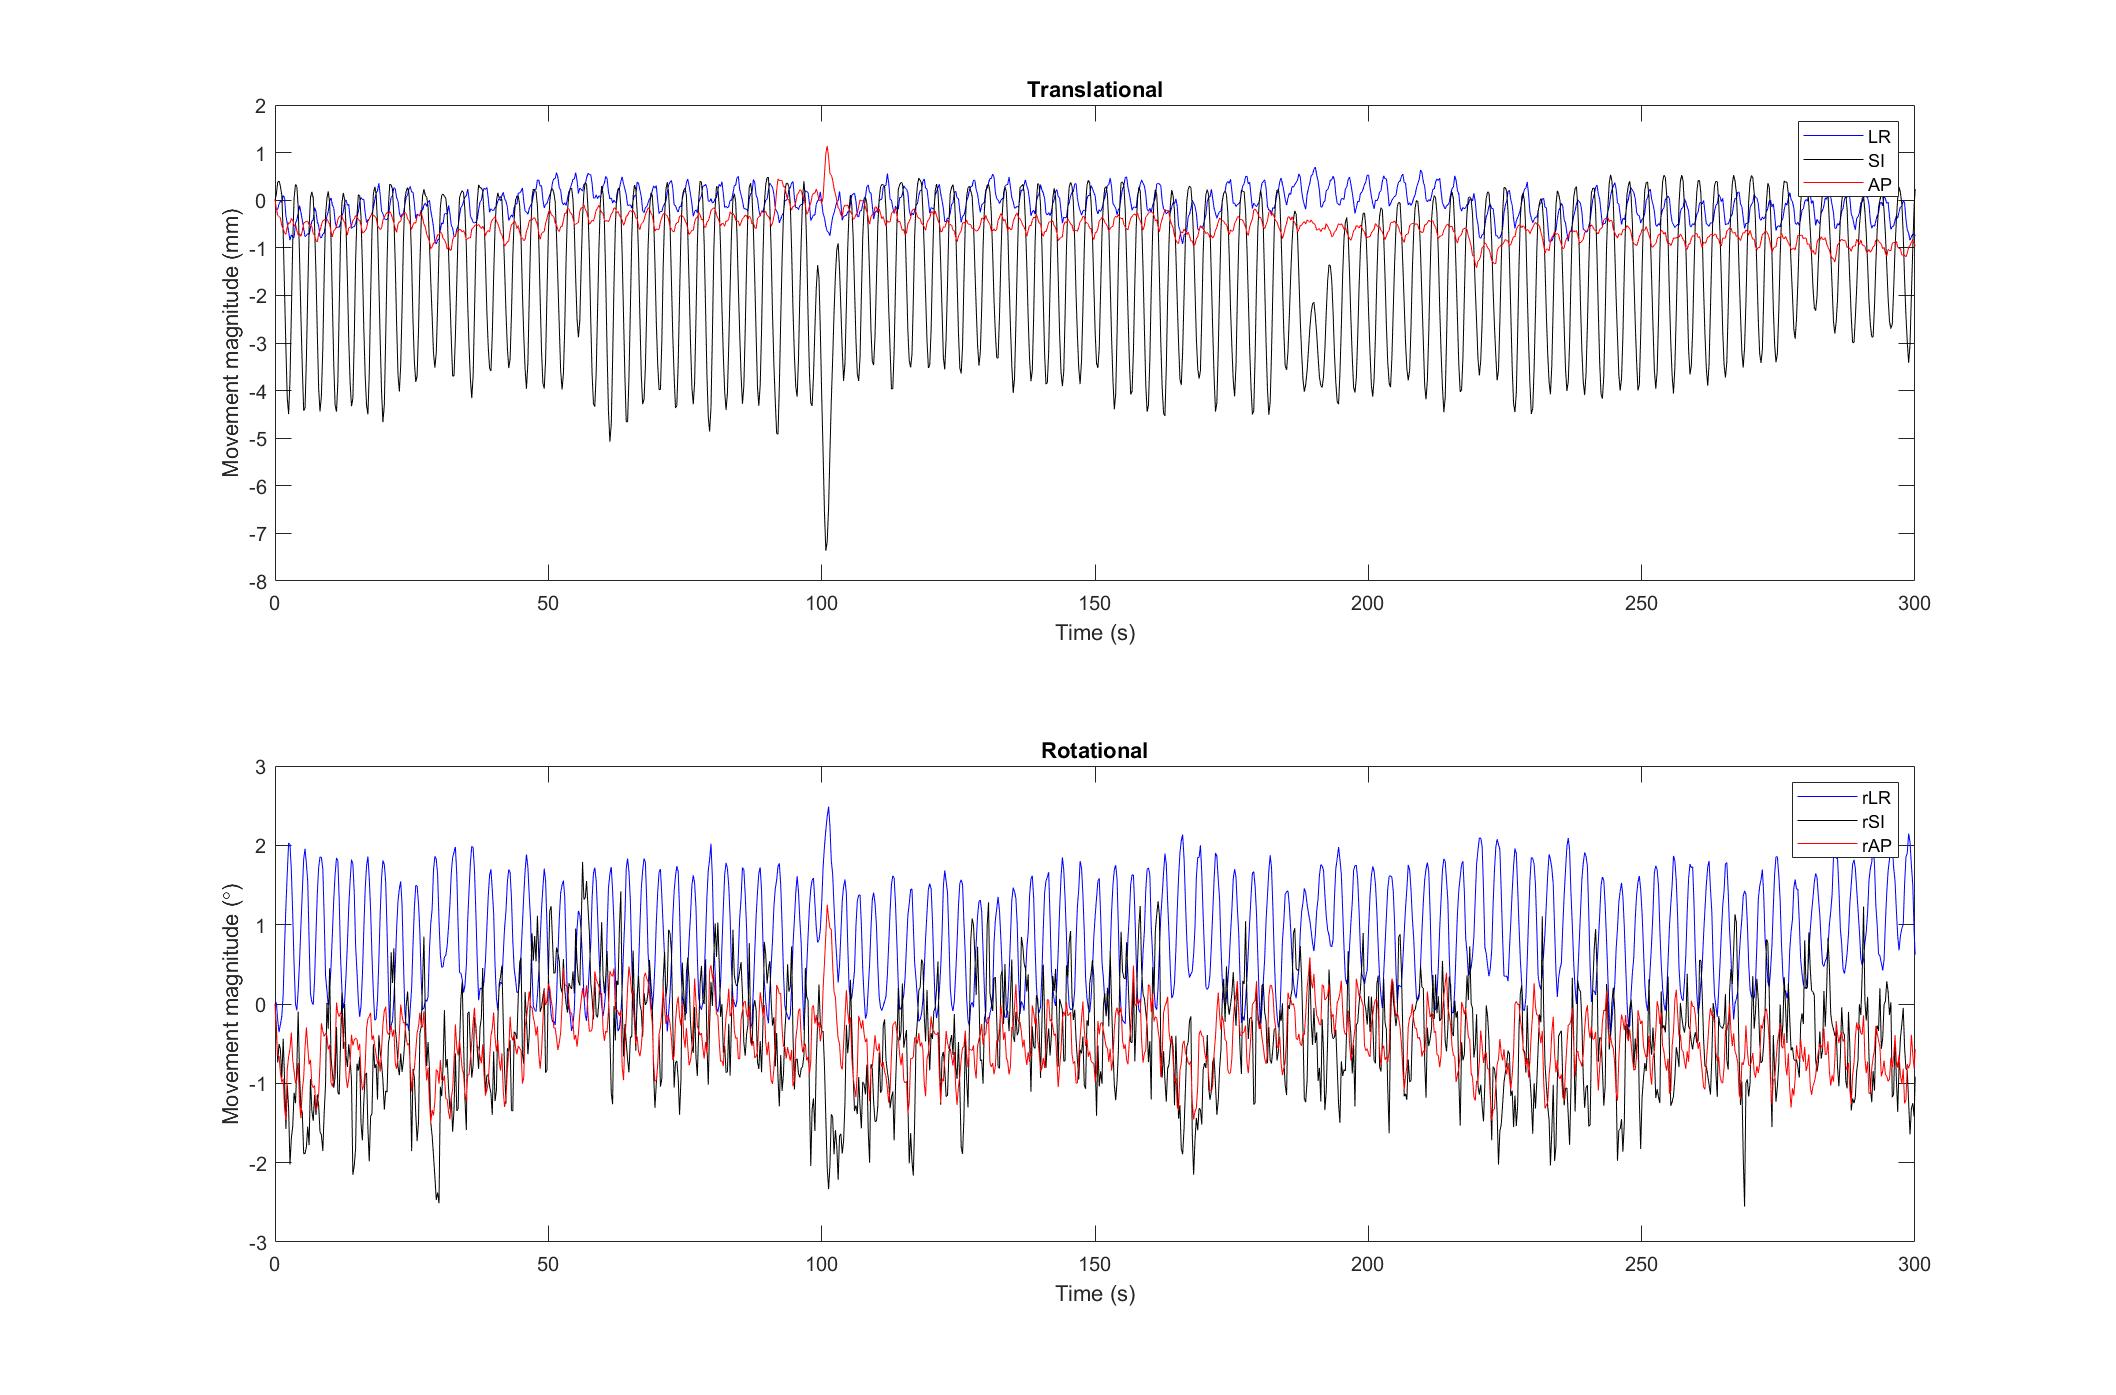 Translational
2
1
0
-1
-2
-3
-4
-5
-6
-7
-8
Movement magnitude (mm)
LR
SI
AP
0 50 100 150 200 250 300
Time (s)
Rotational
3
2
1
0
-1
-2
-3
Movement magnitude (°)
rLR
rSI
rAP
0 50 100 150 200 250 300
Time (s)